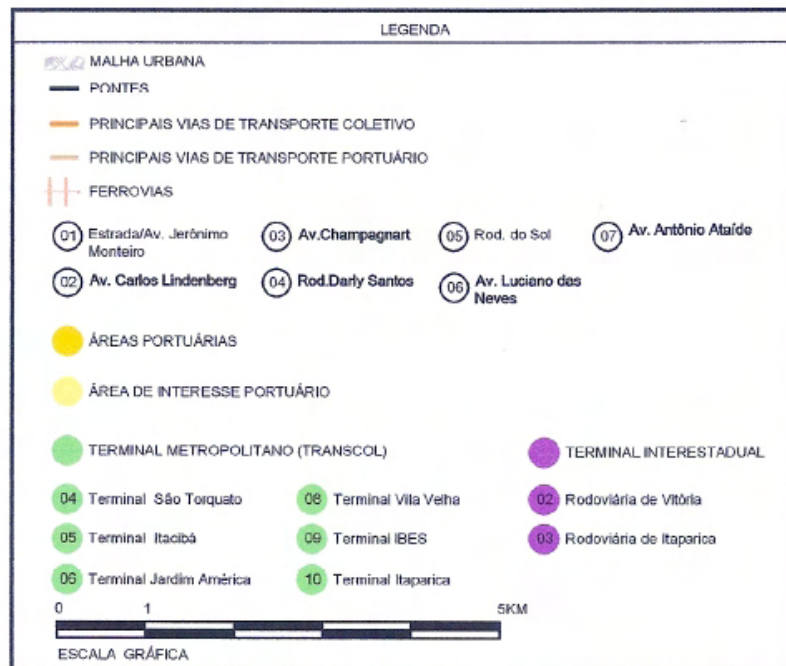 LEGENDA
MALHA URBANA
PONTES
PRINCIPAIS VIAS DE TRANSPORTE COLETIVO
PRINCIPAIS VIAS DE TRANSPORTE PORTUÁRIO
FERROVIAS
01 Estrada/Av. Jerônimo Monteiro
03 Av.Champagnart
05 Rod. do Sol
07 Av. Antônio Ataíde
02 Av. Carlos Lindenberg
04 Rod.Darly Santos
06 Av. Luciano das Neves
ÁREAS PORTUÁRIAS
ÁREA DE INTERESSE PORTUÁRIO
TERMINAL METROPOLITANO (TRANSCOL)
TERMINAL INTERESTADUAL
04 Terminal São Torquato
08 Terminal Vila Velha
02 Rodoviária de Vitória
05 Terminal Itacibá
09 Terminal IBES
03 Rodoviária de Itaparica
06 Terminal Jardim América
10 Terminal Itaparica
0 1 5KM
ESCALA GRÁFICA